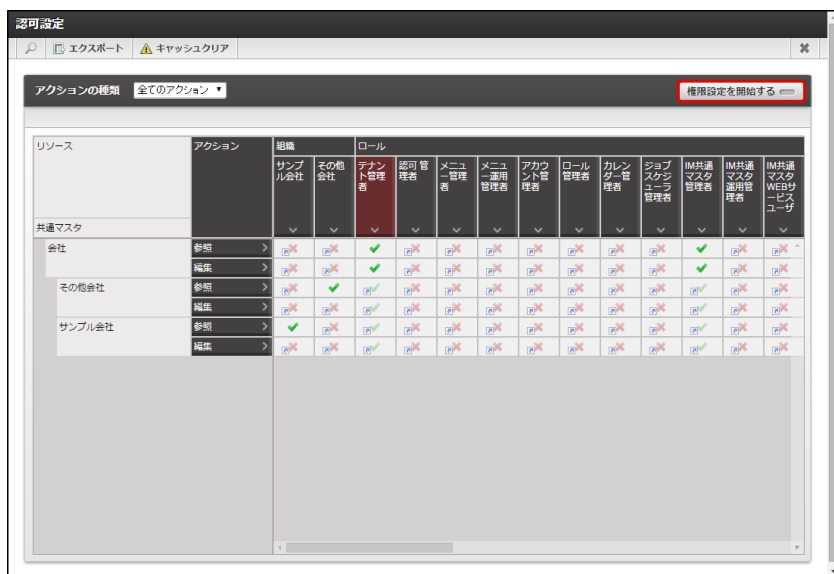 認可設定
エクスポート キャッシュクリア
アクションの種類 全てのアクション 権限設定を開始する
リソース アクション 組織 ロール
サンプル会社 その他会社 テナント管理者 認可 管理者 メニュー管理者 メニュー運用管理者 アカウント管理者 ロール管理者 カレンダー管理者 ジョブスケジューラ管理者 IM共通マスタ管理者 IM共通マスタ運用管理者 IM共通マスタWEBサービスユーザ
共通マスタ
会社 参照
編集
その他会社 参照
編集
サンプル会社 参照
編集